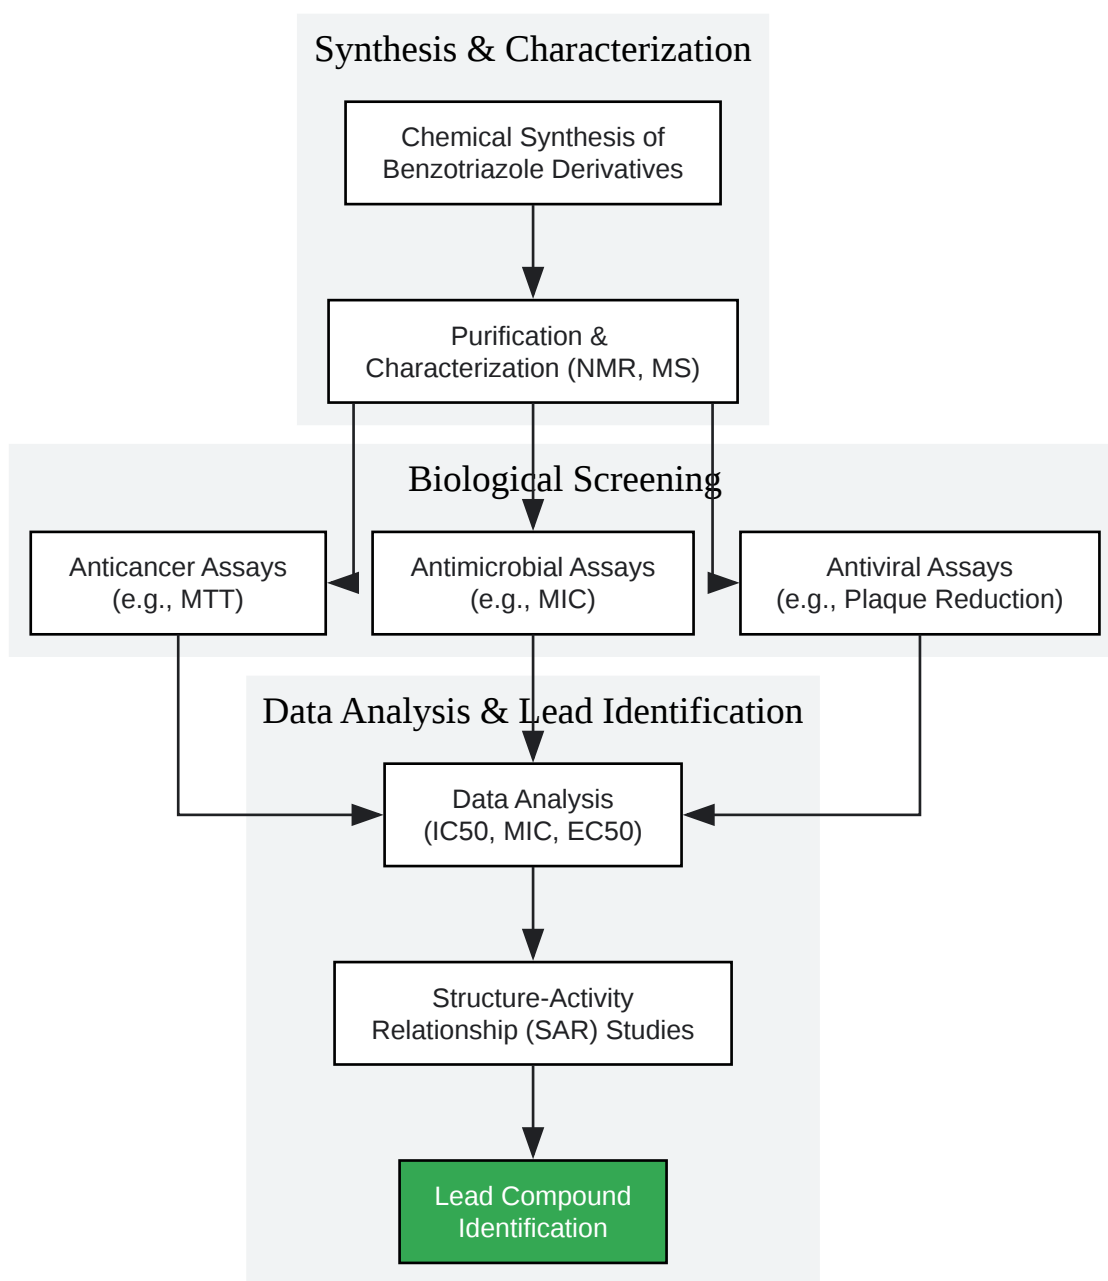 Synthesis & Characterization
Chemical Synthesis of
Benzotriazole Derivatives
Purification &
Characterization (NMR, MS)
Biological Screening
Anticancer Assays
(e.g., MTT)
Antimicrobial Assays
(e.g., MIC)
Antiviral Assays
(e.g., Plaque Reduction)
Data Analysis & Lead Identification
Data Analysis
(IC50, MIC, EC50)
Structure-Activity
Relationship (SAR) Studies
Lead Compound
Identification